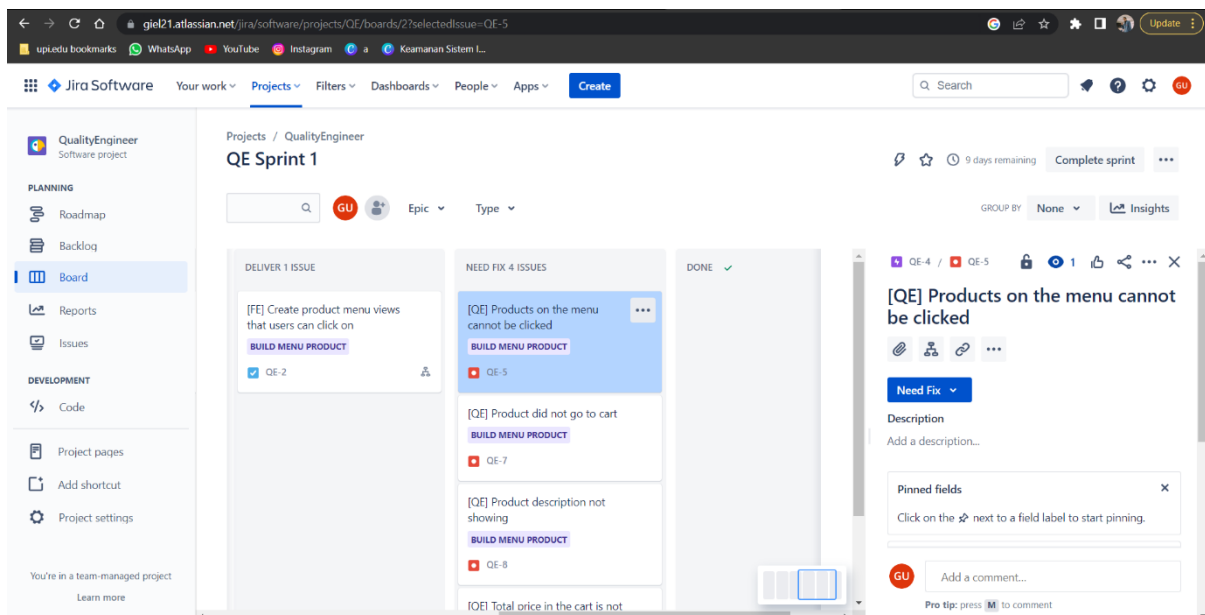 giel21.atlassian.net/jira/software/projects/QE/boards/2?selectedIssue=QE-5
Update
upi.edu bookmarks WhatsApp YouTube Instagram a Keamanan Sistem I...
Jira Software Your work Projects Filters Dashboards People Apps Create Search GU
QualityEngineer
Software project
PLANNING
Roadmap
Backlog
Board
Reports
Issues
DEVELOPMENT
Code
Project pages
Add shortcut
Project settings
You're in a team-managed project
Learn more
Projects / QualityEngineer
QE Sprint 1
9 days remaining Complete sprint
GU Epic Type
GROUP BY None Insights
DELIVER 1 ISSUE
[FE] Create product menu views
that users can click on
BUILD MENU PRODUCT
QE-2
NEED FIX 4 ISSUES
[QE] Products on the menu
cannot be clicked
BUILD MENU PRODUCT
QE-5
[QE] Product did not go to cart
BUILD MENU PRODUCT
QE-7
[QE] Product description not
showing
BUILD MENU PRODUCT
QE-8
[QE] Total price in the cart is not
DONE
QE-4 / QE-5
1
[QE] Products on the menu cannot
be clicked
Need Fix
Description
Add a description...
Pinned fields
Click on the next to a field label to start pinning.
GU Add a comment...
Pro tip: press M to comment